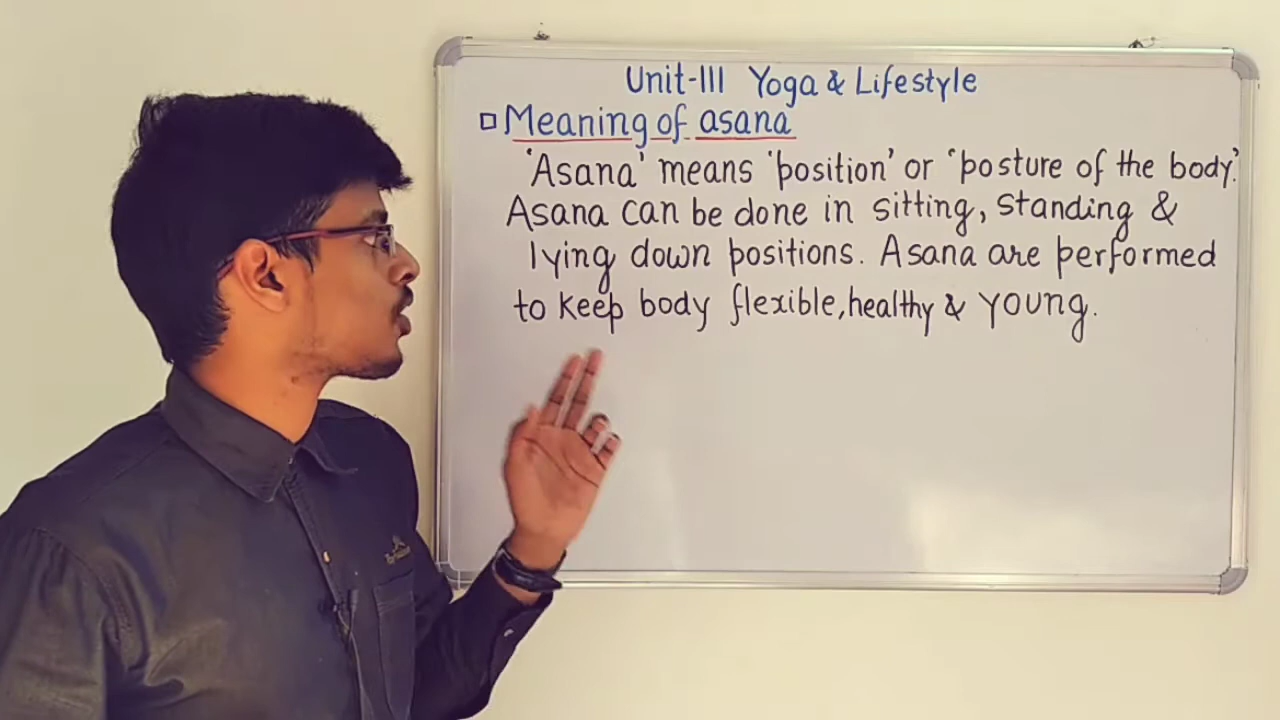 Unit-III Yoga & Lifestyle
Meaning of asana
'Asana' means 'position' or 'posture of the body'.
Asana can be done in sitting, standing &
lying down positions. Asana are performed
to keep body flexible, healthy & young.